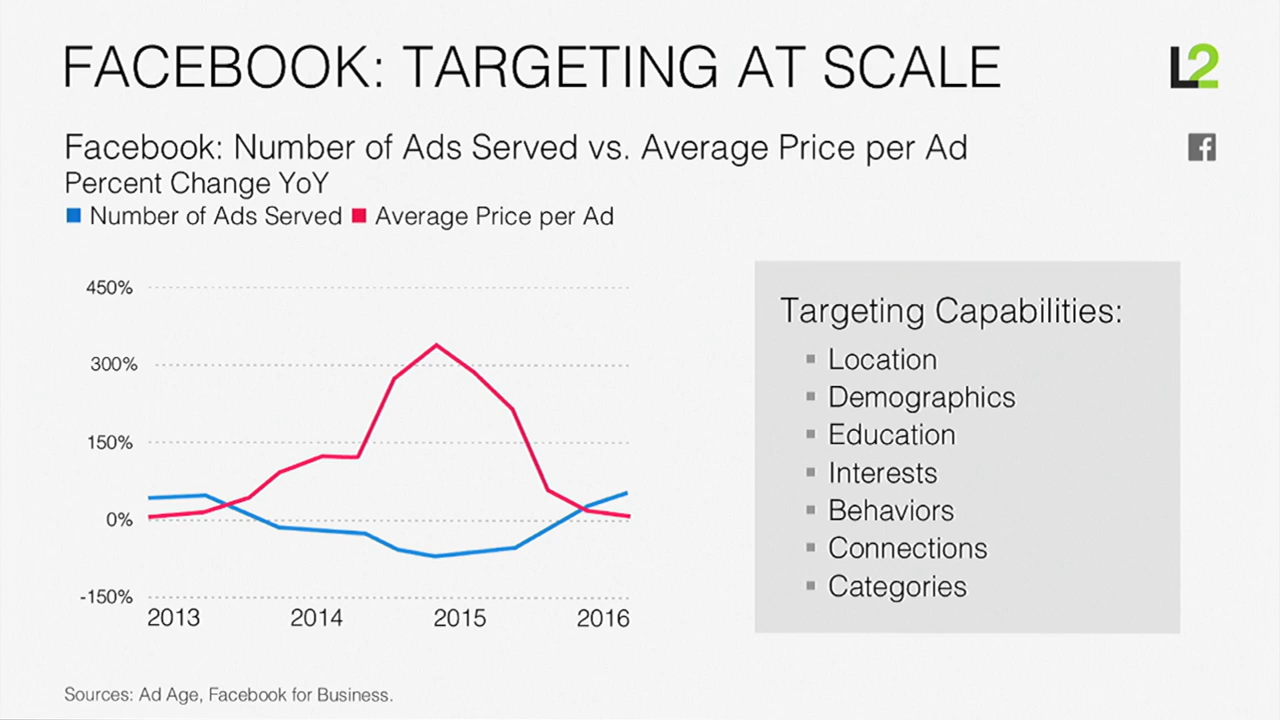 FACEBOOK: TARGETING AT SCALE
L2
Facebook: Number of Ads Served vs. Average Price per Ad
f
Percent Change YoY
Number of Ads Served Average Price per Ad
450%
300%
150%
0%
-150%
2013 2014 2015 2016
Targeting Capabilities:
Location
Demographics
Education
Interests
Behaviors
Connections
Categories
Sources: Ad Age, Facebook for Business.